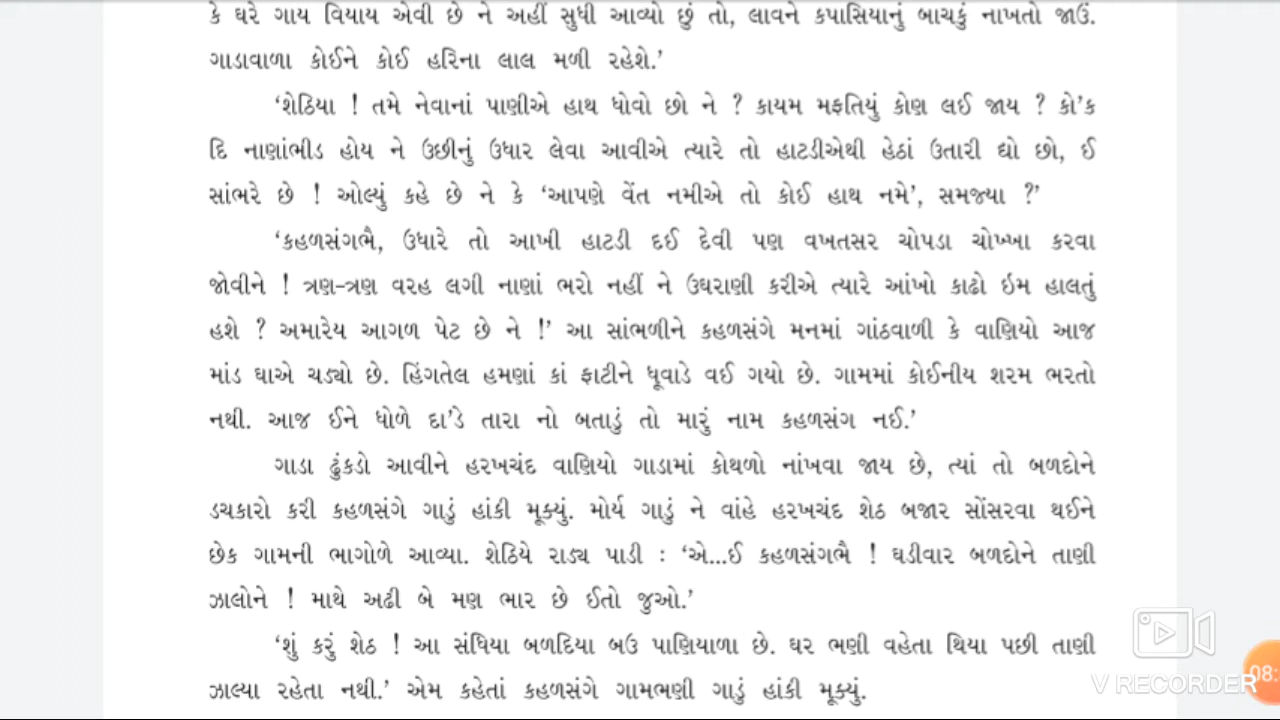 કે ઘરે ગાય વિયાય એવી છે ને અહીં સુધી આવ્યો છું તો, લાવને કપાસિયાનું બાચકું નાખતો જાઉં.
ગાડાવાળા કોઈને કોઈ હરિના લાલ મળી રહેશે.’
‘શેઠિયા ! તમે નેવાનાં પાણીએ હાથ ધોવો છો ને ? કાયમ મફતિયું કોણ લઈ જાય ? કો’ક
દિ નાણાંભીડ હોય ને ઉછીનું ઉધાર લેવા આવીએ ત્યારે તો હાટડીએથી હેઠાં ઉતારી દ્યો છો, ઈ
સાંભરે છે ! ઓલ્યું કહે છે ને કે ‘આપણે વેંત નમીએ તો કોઈ હાથ નમે’, સમજ્યા ?’
‘કહળસંગભૈ, ઉધારે તો આખી હાટડી દઈ દેવી પણ વખતસર ચોપડા ચોખ્ખા કરવા
જોવીને ! ત્રણ-ત્રણ વરહ લગી નાણાં ભરો નહીં ને ઉઘરાણી કરીએ ત્યારે આંખો કાઢો ઇમ હાલતું
હશે ? અમારેય આગળ પેટ છે ને !’ આ સાંભળીને કહળસંગે મનમાં ગાંઠવાળી કે વાણિયો આજ
માંડ ઘાએ ચડ્યો છે. હિંગતેલ હમણાં કાં ફાટીને ધૂવાડે વઈ ગયો છે. ગામમાં કોઈનીય શરમ ભરતો
નથી. આજ ઈને ધોળે દા’ડે તારા નો બતાડું તો મારું નામ કહળસંગ નઈ.’
ગાડા ઢુંકડો આવીને હરખચંદ વાણિયો ગાડામાં કોથળો નાંખવા જાય છે, ત્યાં તો બળદોને
ડચકારો કરી કહળસંગે ગાડું હાંકી મૂક્યું. મોર્ય ગાડું ને વાંહે હરખચંદ શેઠ બજાર સોંસરવા થઈને
છેક ગામની ભાગોળે આવ્યા. શેઠિયે રાડ્ય પાડી : ‘એ...ઈ કહળસંગભૈ ! ઘડીવાર બળદોને તાણી
ઝાલોને ! માથે અઢી બે મણ ભાર છે ઈતો જુઓ.’
‘શું કરું શેઠ ! આ સંધિયા બળદિયા બઉ પાણિયાળા છે. ઘર ભણી વહેતા થિયા પછી તાણી
ઝાલ્યા રહેતા નથી.’ એમ કહેતાં કહળસંગે ગામભણી ગાડું હાંકી મૂક્યું.
V RECORDER